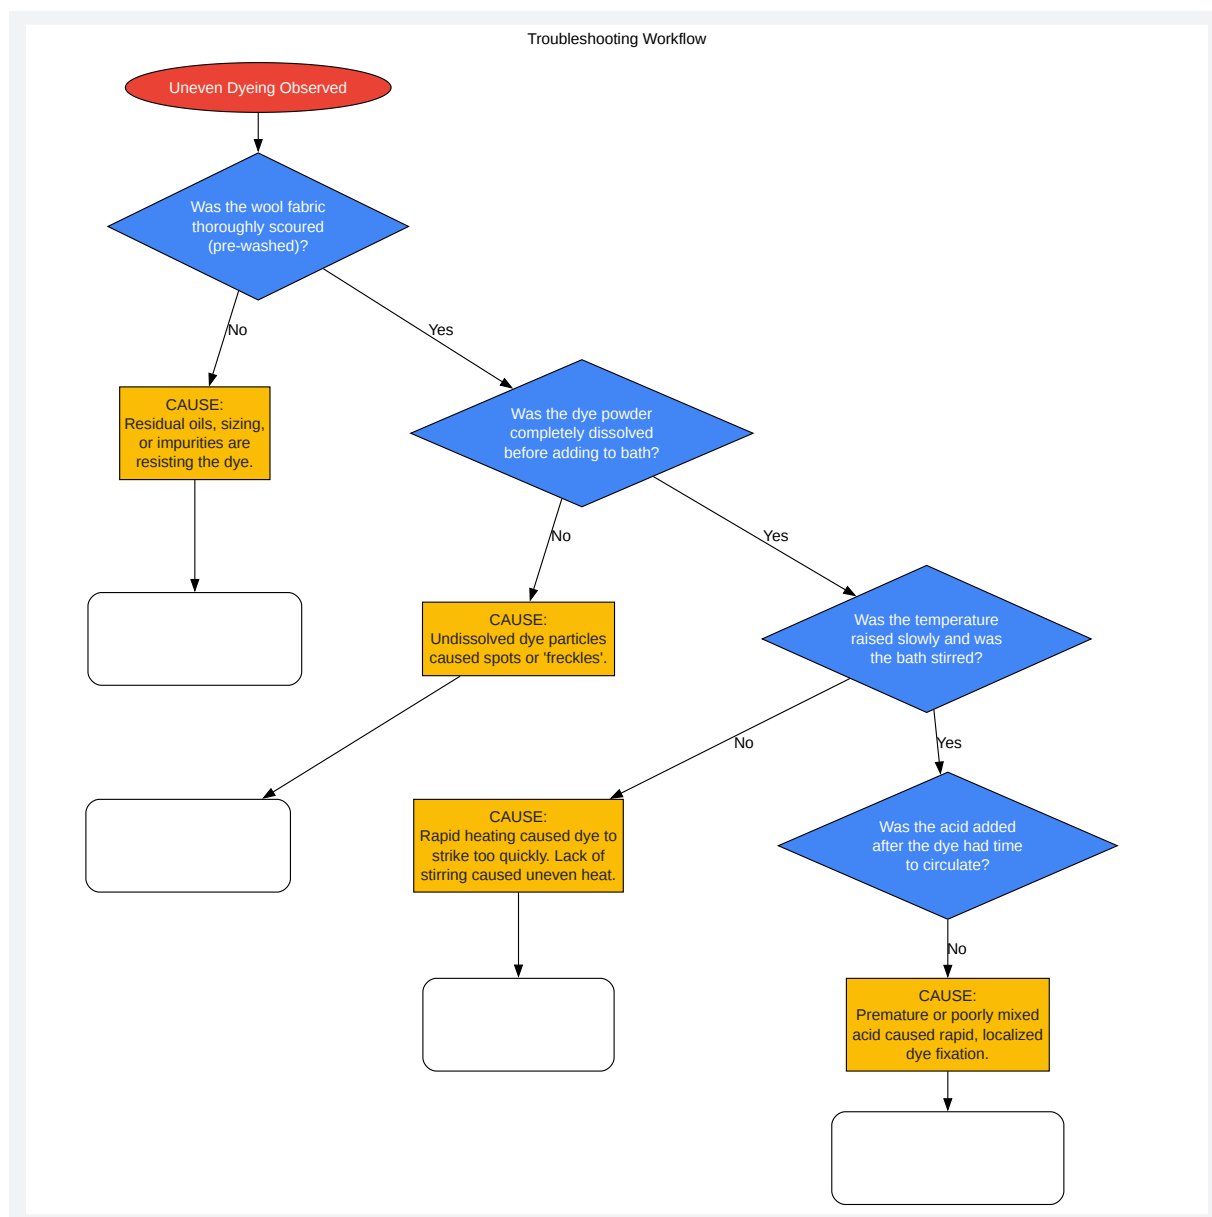 Troubleshooting Workflow
Uneven Dyeing Observed
Was the wool fabric
thoroughly scoured
(pre-washed)?
No
Yes
CAUSE:
Residual oils, sizing,
or impurities are
resisting the dye.
Was the dye powder
completely dissolved
before adding to bath?
No
Yes
CAUSE:
Undissolved dye particles
caused spots or 'freckles'.
Was the temperature
raised slowly and was
the bath stirred?
No
Yes
CAUSE:
Rapid heating caused dye to
strike too quickly. Lack of
stirring caused uneven heat.
Was the acid added
after the dye had time
to circulate?
No
CAUSE:
Premature or poorly mixed
acid caused rapid, localized
dye fixation.